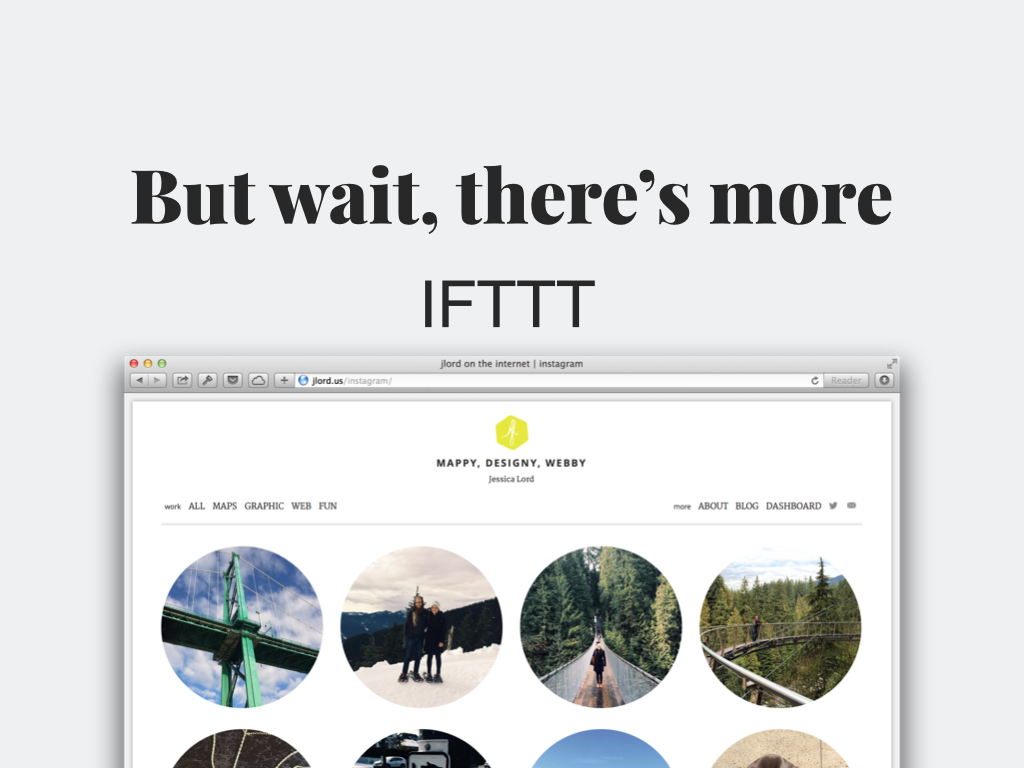 But wait, there’s more
IFTTT
jlord on the internet | instagram
jlord.us/instagram/ Reader
MAPPY, DESIGNY, WEBBY
Jessica Lord
work ALL MAPS GRAPHIC WEB FUN more ABOUT BLOG DASHBOARD